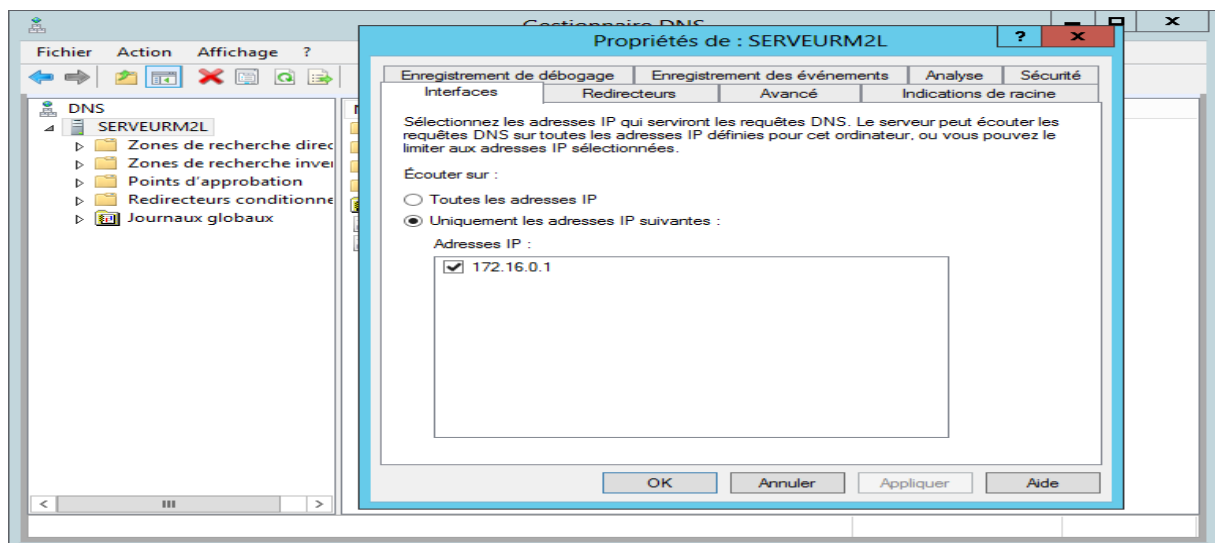 Gestionnaire DNS
Fichier Action Affichage ?
DNS
SERVEURM2L
Zones de recherche direc
Zones de recherche inve
Points d'approbation
Redirecteurs conditionne
Journaux globaux
Propriétés de : SERVEURM2L
Enregistrement de débogage
Enregistrement des événements
Analyse
Sécurité
Interfaces
Redirecteurs
Avancé
Indications de racine
Sélectionnez les adresses IP qui serviront les requêtes DNS. Le serveur peut écouter les
requêtes DNS sur toutes les adresses IP définies pour cet ordinateur, ou vous pouvez le
limiter aux adresses IP sélectionnées.
Écouter sur :
Toutes les adresses IP
Uniquement les adresses IP suivantes :
Adresses IP :
172.16.0.1
OK
Annuler
Appliquer
Aide